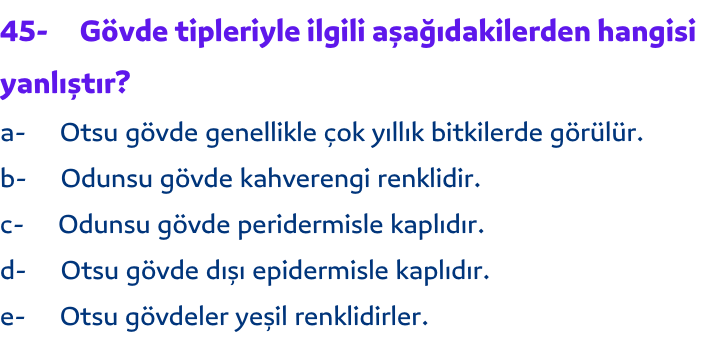 45- Gövde tipleriyle ilgili aşağıdakilerden hangisi
yanlıştır?
a- Otsu gövde genellikle çok yıllık bitkilerde görülür.
b- Odunsu gövde kahverengi renklidir.
c- Odunsu gövde peridermisle kaplıdır.
d- Otsu gövde dışı epidermisle kaplıdır.
e- Otsu gövdeler yeşil renklidirler.